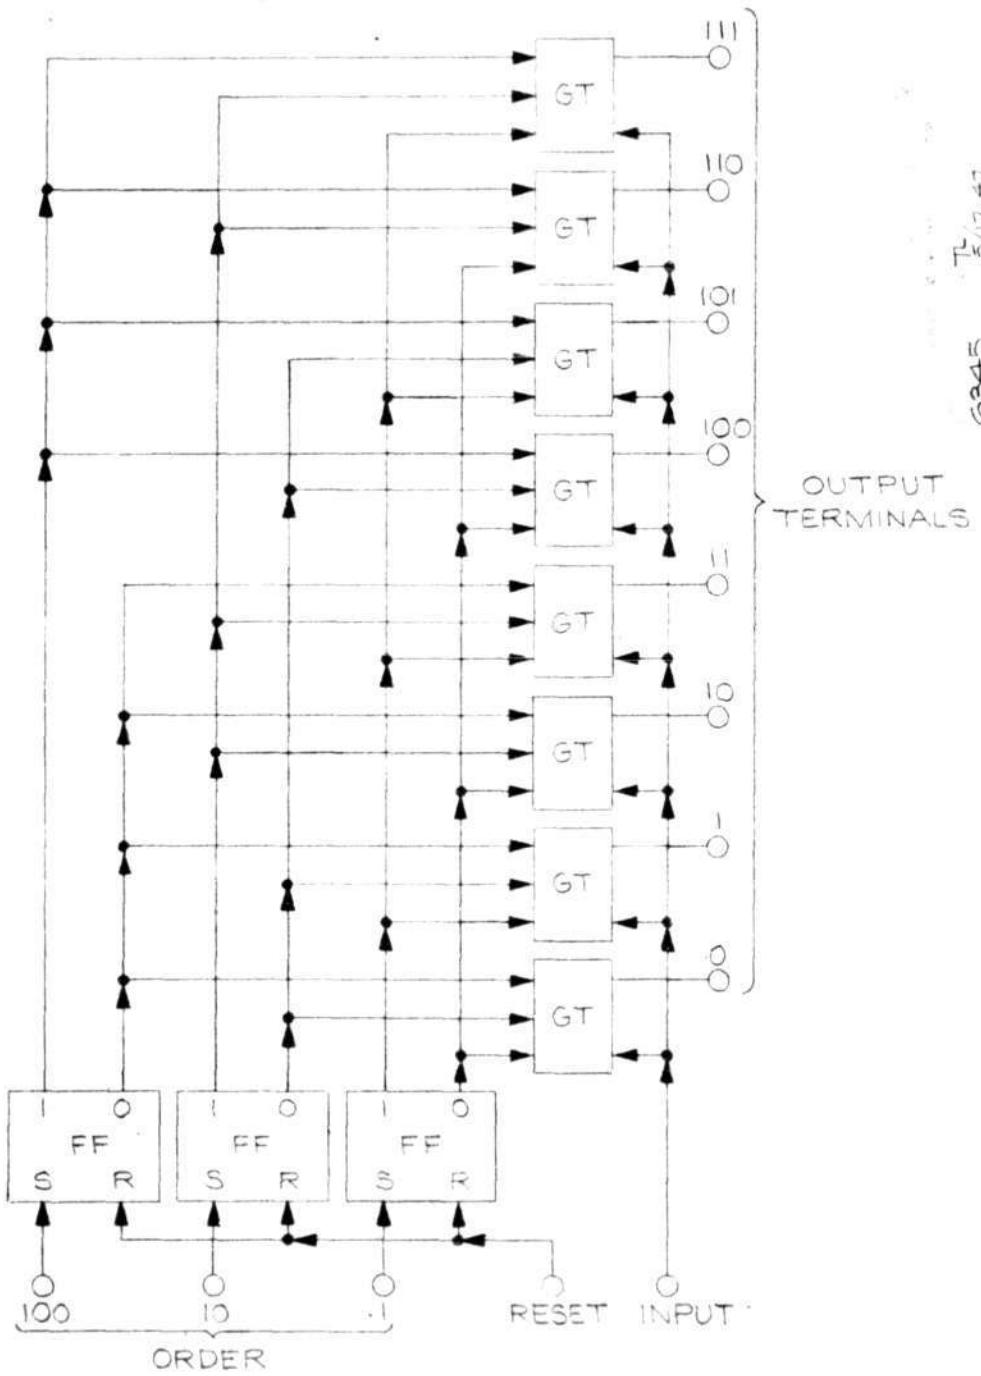 111
GT
110
GT
101
GT
100
GT
OUTPUT
TERMINALS
11
GT
10
GT
1
GT
0
GT
1 0 1 0 1 0
FF FF FF
S R S R S R
100 10 1 RESET INPUT
ORDER